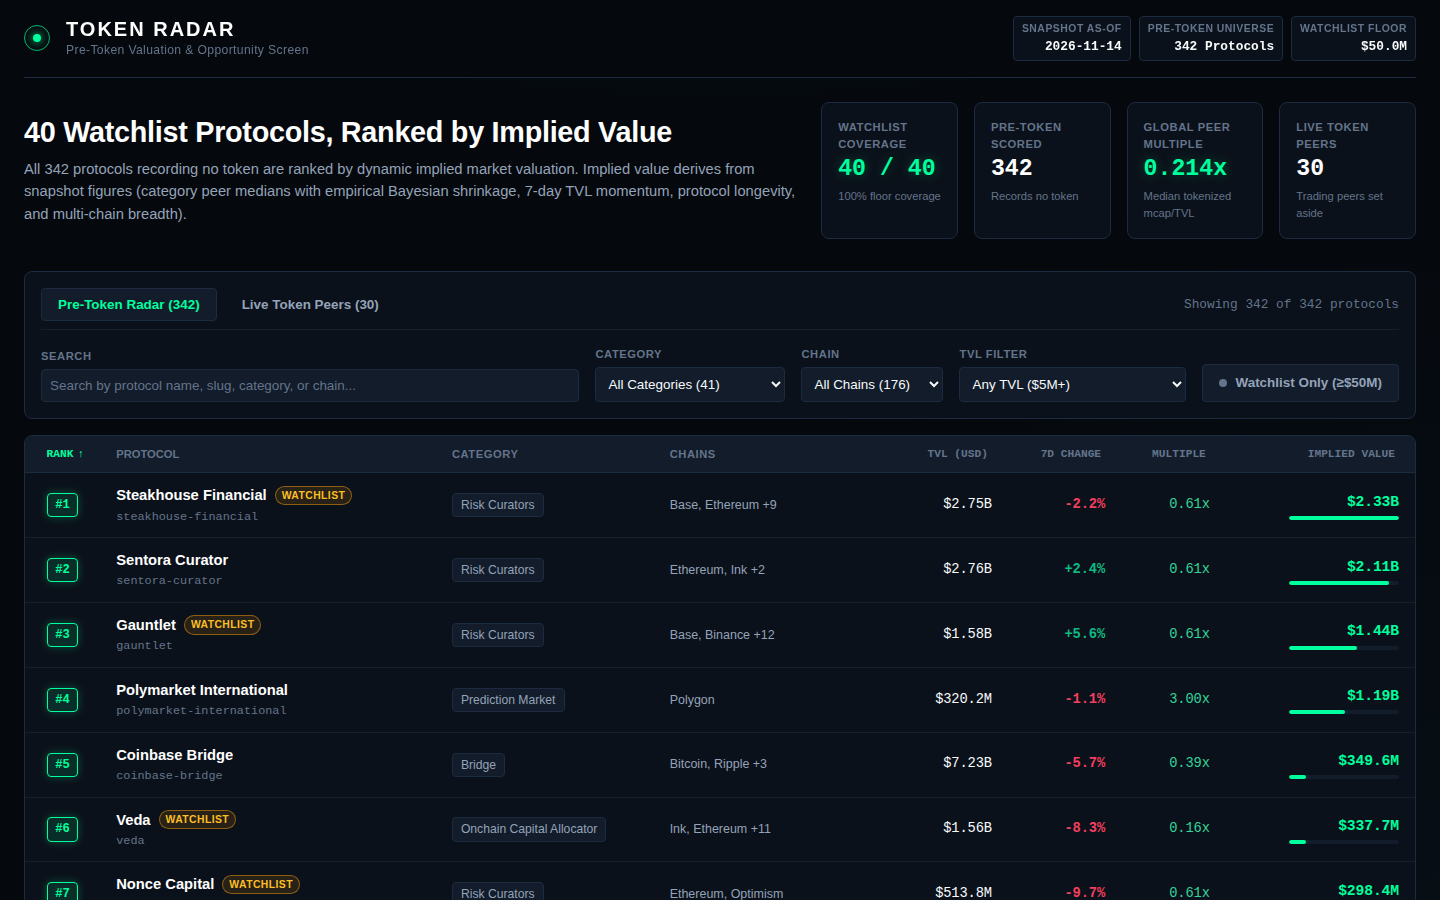 TOKEN RADAR
Pre-Token Valuation & Opportunity Screen
SNAPSHOT AS-OF
2026-11-14
PRE-TOKEN UNIVERSE
342 Protocols
WATCHLIST FLOOR
$50.0M
40 Watchlist Protocols, Ranked by Implied Value
All 342 protocols recording no token are ranked by dynamic implied market valuation. Implied value derives from
snapshot figures (category peer medians with empirical Bayesian shrinkage, 7-day TVL momentum, protocol longevity,
and multi-chain breadth).
WATCHLIST
COVERAGE
40 / 40
100% floor coverage
PRE-TOKEN
SCORED
342
Records no token
GLOBAL PEER
MULTIPLE
0.214x
Median tokenized
mcap/TVL
LIVE TOKEN
PEERS
30
Trading peers set
aside
Pre-Token Radar (342)
Live Token Peers (30)
Showing 342 of 342 protocols
SEARCH
Search by protocol name, slug, category, or chain...
CATEGORY
All Categories (41)
CHAIN
All Chains (176)
TVL FILTER
Any TVL ($5M+)
Watchlist Only (≥$50M)
RANK ↑ PROTOCOL CATEGORY CHAINS TVL (USD) 7D CHANGE MULTIPLE IMPLIED VALUE
#1 Steakhouse Financial WATCHLIST Risk Curators Base, Ethereum +9 $2.75B -2.2% 0.61x $2.33B
steakhouse-financial
#2 Sentora Curator Risk Curators Ethereum, Ink +2 $2.76B +2.4% 0.61x $2.11B
sentora-curator
#3 Gauntlet WATCHLIST Risk Curators Base, Binance +12 $1.58B +5.6% 0.61x $1.44B
gauntlet
#4 Polymarket International Prediction Market Polygon $320.2M -1.1% 3.00x $1.19B
polymarket-international
#5 Coinbase Bridge Bridge Bitcoin, Ripple +3 $7.23B -5.7% 0.39x $349.6M
coinbase-bridge
#6 Veda WATCHLIST Onchain Capital Allocator Ink, Ethereum +11 $1.56B -8.3% 0.16x $337.7M
veda
#7 Nonce Capital WATCHLIST Risk Curators Ethereum, Optimism $513.8M -9.7% 0.61x $298.4M